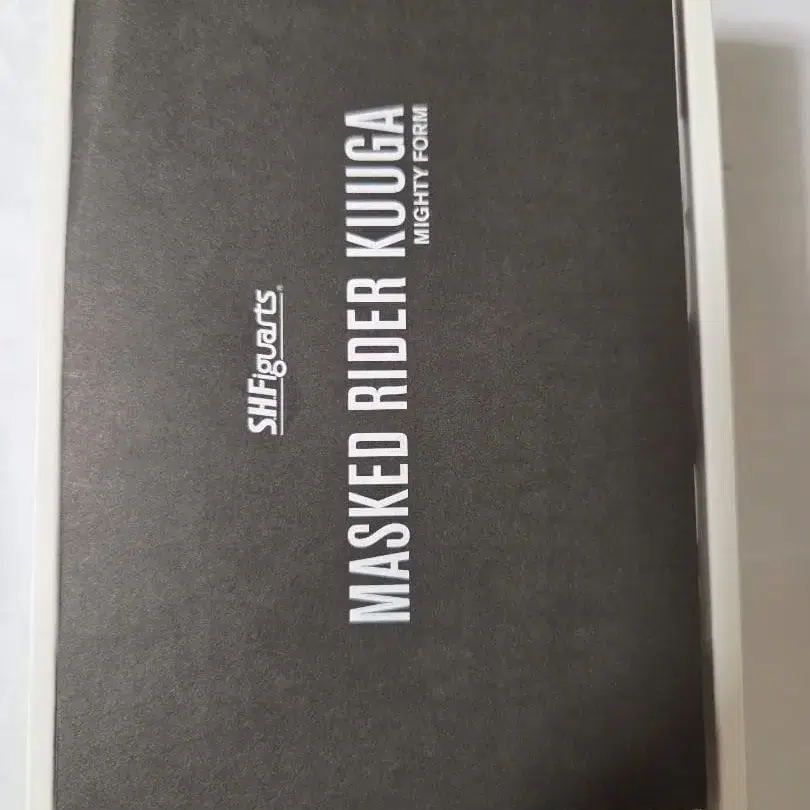 S.H.Figuarts®
MASKED RIDER KUUGA
MIGHTY FORM